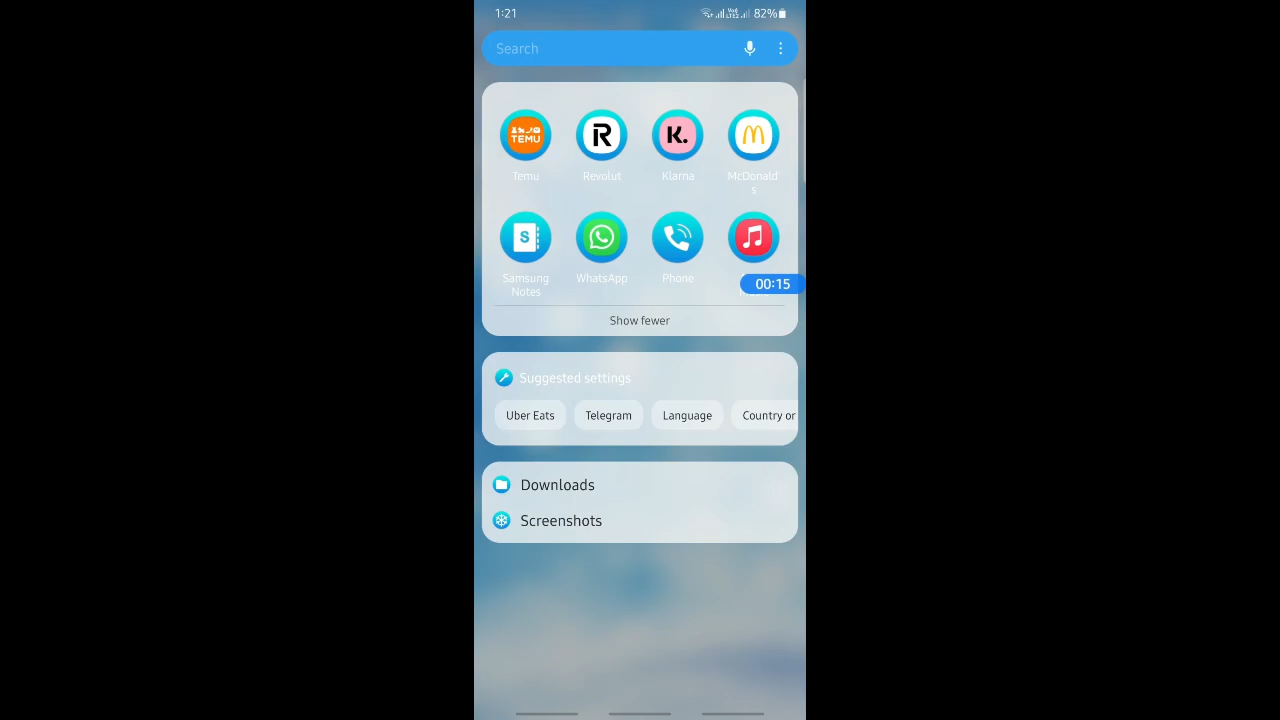 1:21 82%
Search
TEMU R K.
Temu Revolut Klarna McDonald
s
S
Samsung WhatsApp Phone
Notes
00:15
Show fewer
Suggested settings
Uber Eats Telegram Language Country or
Downloads
Screenshots